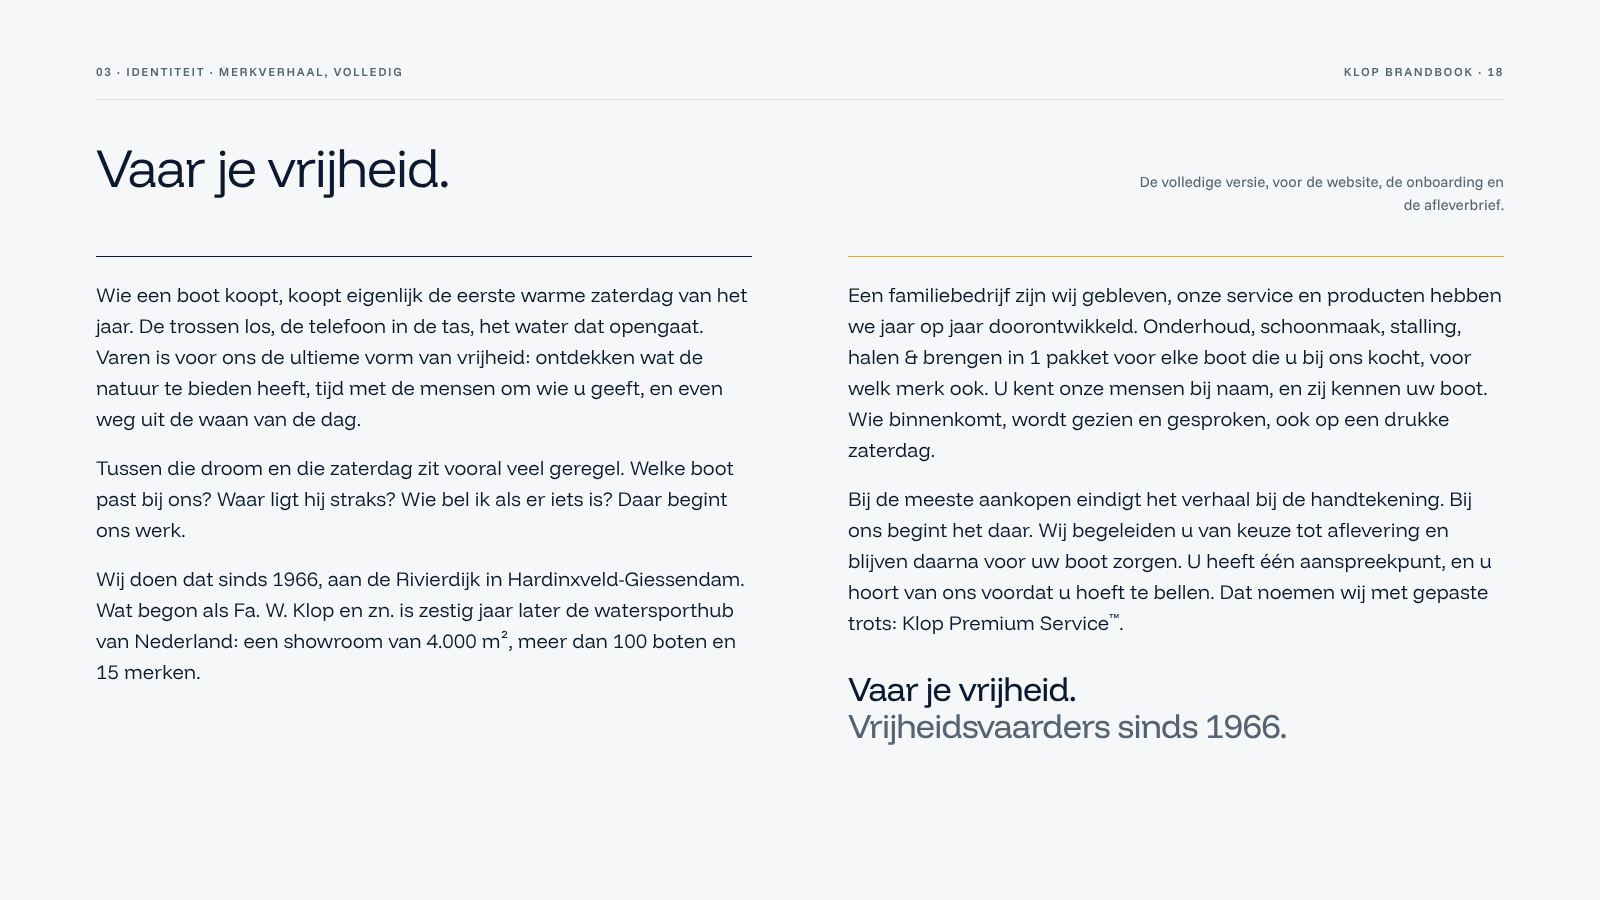 03 · IDENTITEIT · MERKVERHAAL, VOLLEDIG
KLOP BRANDBOOK · 18
Vaar je vrijheid.
De volledige versie, voor de website, de onboarding en
de afleverbrief.
Wie een boot koopt, koopt eigenlijk de eerste warme zaterdag van het
jaar. De trossen los, de telefoon in de tas, het water dat opengaat.
Varen is voor ons de ultieme vorm van vrijheid: ontdekken wat de
natuur te bieden heeft, tijd met de mensen om wie u geeft, en even
weg uit de waan van de dag.
Tussen die droom en die zaterdag zit vooral veel geregel. Welke boot
past bij ons? Waar ligt hij straks? Wie bel ik als er iets is? Daar begint
ons werk.
Wij doen dat sinds 1966, aan de Rivierdijk in Hardinxveld-Giessendam.
Wat begon als Fa. W. Klop en zn. is zestig jaar later de watersporthub
van Nederland: een showroom van 4.000 m², meer dan 100 boten en
15 merken.
Een familiebedrijf zijn wij gebleven, onze service en producten hebben
we jaar op jaar doorontwikkeld. Onderhoud, schoonmaak, stalling,
halen & brengen in 1 pakket voor elke boot die u bij ons kocht, voor
welk merk ook. U kent onze mensen bij naam, en zij kennen uw boot.
Wie binnenkomt, wordt gezien en gesproken, ook op een drukke
zaterdag.
Bij de meeste aankopen eindigt het verhaal bij de handtekening. Bij
ons begint het daar. Wij begeleiden u van keuze tot aflevering en
blijven daarna voor uw boot zorgen. U heeft één aanspreekpunt, en u
hoort van ons voordat u hoeft te bellen. Dat noemen wij met gepaste
trots: Klop Premium Service™.
Vaar je vrijheid.
Vrijheidsvaarders sinds 1966.